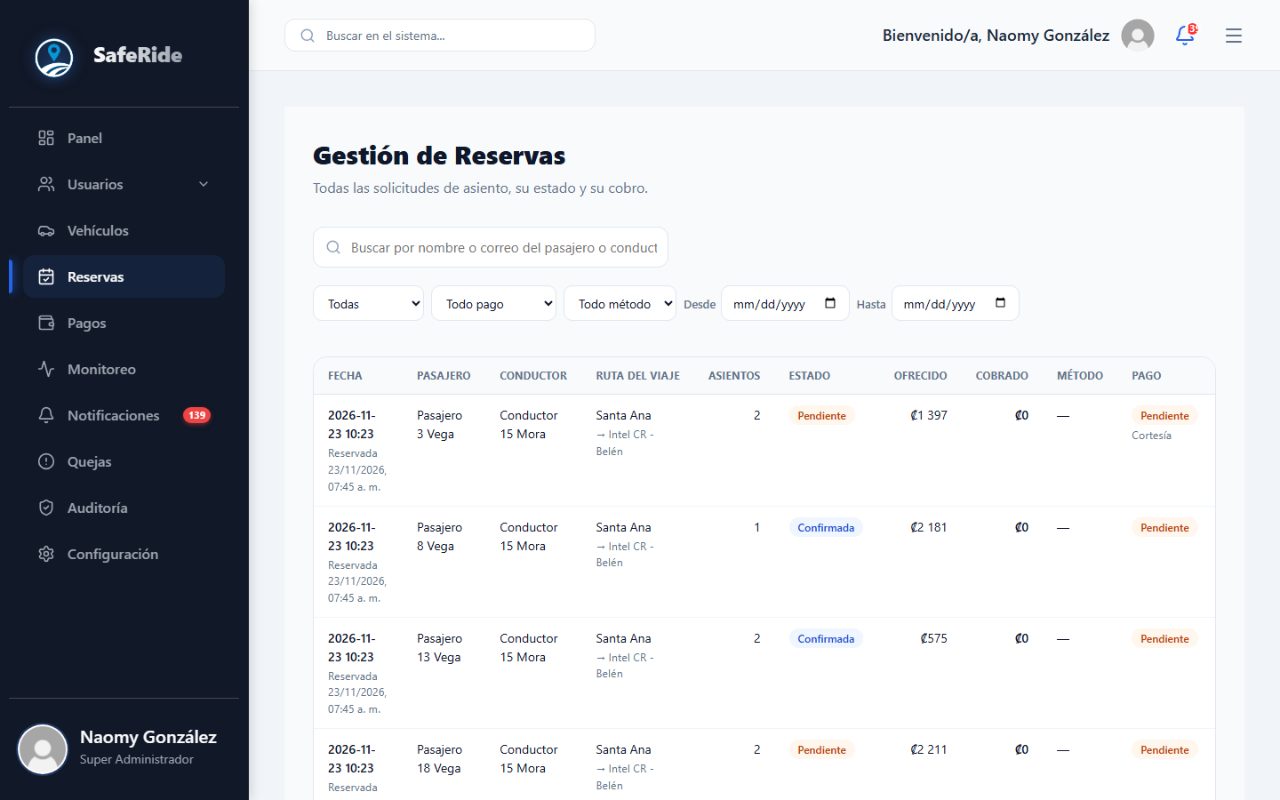 SafeRide
Buscar en el sistema...
Bienvenido/a, Naomy González
Panel
Usuarios
Vehículos
Reservas
Pagos
Monitoreo
Notificaciones 139
Quejas
Auditoría
Configuración
Naomy González
Super Administrador
Gestión de Reservas
Todas las solicitudes de asiento, su estado y su cobro.
Buscar por nombre o correo del pasajero o conduct
Todas Todo pago Todo método Desde mm/dd/yyyy Hasta mm/dd/yyyy
FECHA PASAJERO CONDUCTOR RUTA DEL VIAJE ASIENTOS ESTADO OFRECIDO COBRADO MÉTODO PAGO
2026-11- Pasajero Conductor Santa Ana 2 Pendiente ₡1 397 ₡0 — Pendiente
23 10:23 3 Vega 15 Mora → Intel CR - Cortesía
Reservada Belén
23/11/2026,
07:45 a. m.
2026-11- Pasajero Conductor Santa Ana 1 Confirmada ₡2 181 ₡0 — Pendiente
23 10:23 8 Vega 15 Mora → Intel CR -
Reservada Belén
23/11/2026,
07:45 a. m.
2026-11- Pasajero Conductor Santa Ana 2 Confirmada ₡575 ₡0 — Pendiente
23 10:23 13 Vega 15 Mora → Intel CR -
Reservada Belén
23/11/2026,
07:45 a. m.
2026-11- Pasajero Conductor Santa Ana 2 Pendiente ₡2 211 ₡0 — Pendiente
23 10:23 18 Vega 15 Mora → Intel CR -
Reservada Belén